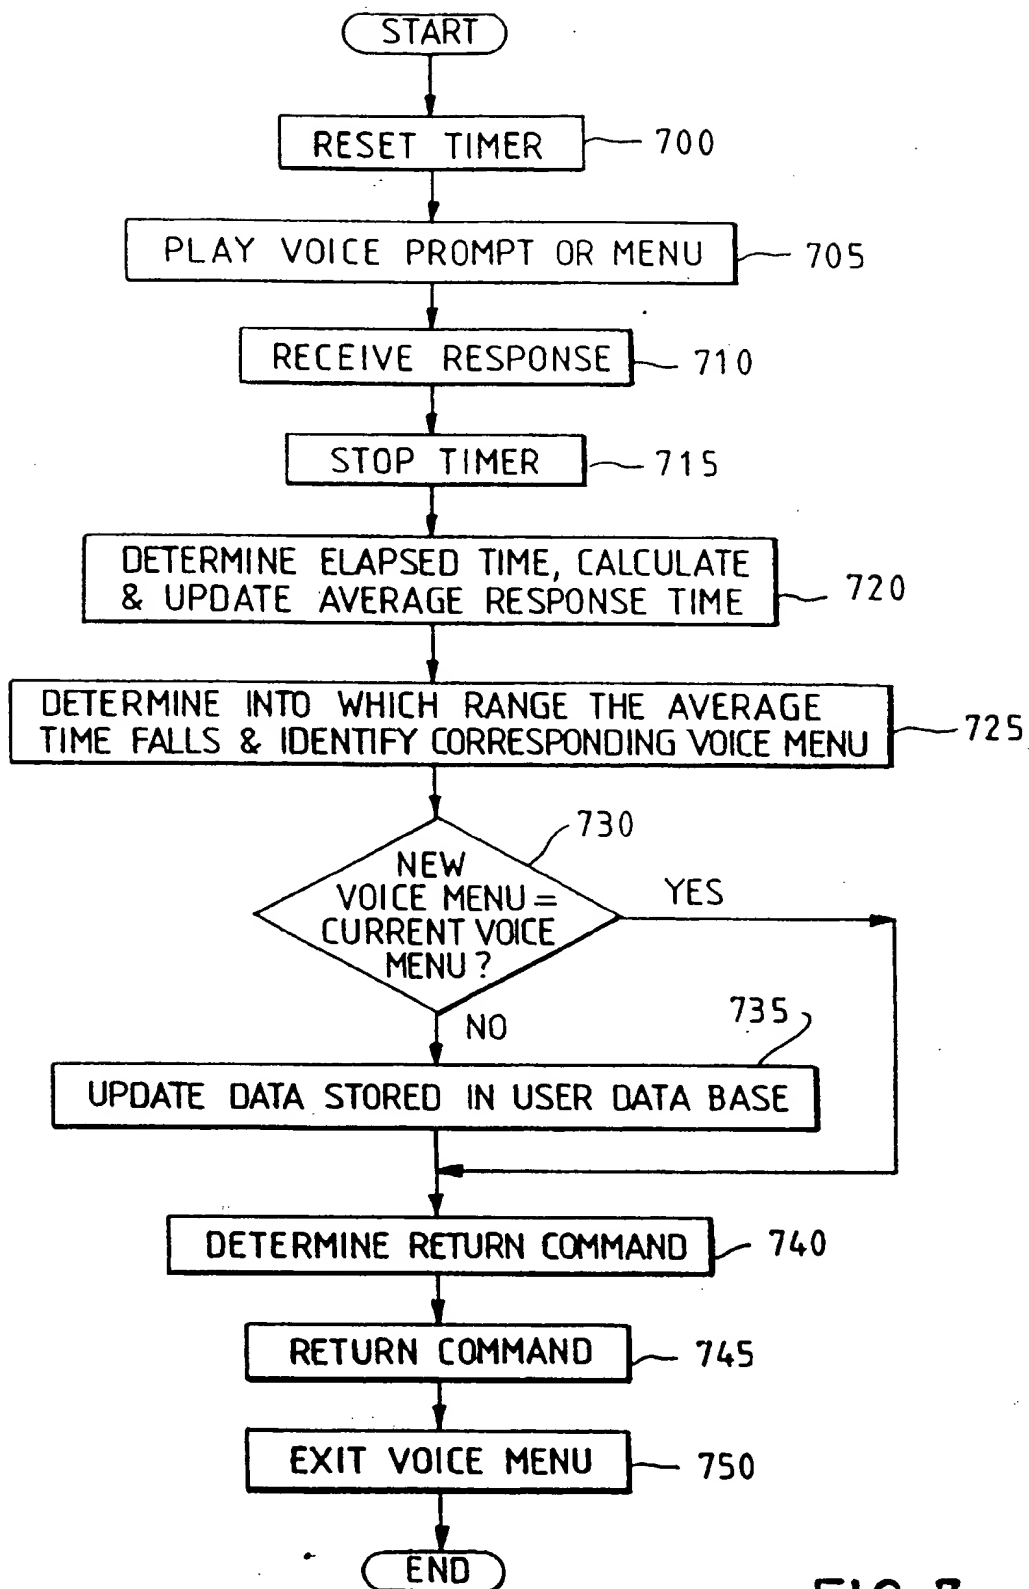 START
RESET TIMER
700
PLAY VOICE PROMPT OR MENU
705
RECEIVE RESPONSE
710
STOP TIMER
715
DETERMINE ELAPSED TIME, CALCULATE
& UPDATE AVERAGE RESPONSE TIME
720
DETERMINE INTO WHICH RANGE THE AVERAGE
TIME FALLS & IDENTIFY CORRESPONDING VOICE MENU
725
730
NEW
VOICE MENU =
CURRENT VOICE
MENU ?
YES
NO
735
UPDATE DATA STORED IN USER DATA BASE
DETERMINE RETURN COMMAND
740
RETURN COMMAND
745
EXIT VOICE MENU
750
END